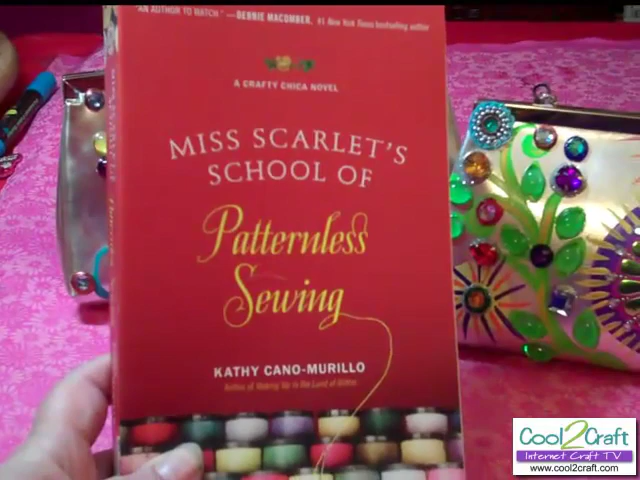 "AN AUTHOR TO WATCH." —DEBBIE MACOMBER, #1 New York Times bestselling author
A CRAFTY CHICA NOVEL
MISS SCARLET'S
SCHOOL OF
Patternless
Sewing
KATHY CANO-MURILLO
Author of Waking Up in the Land of Glitter
Cool2Craft
Internet Craft TV
www.cool2craft.com